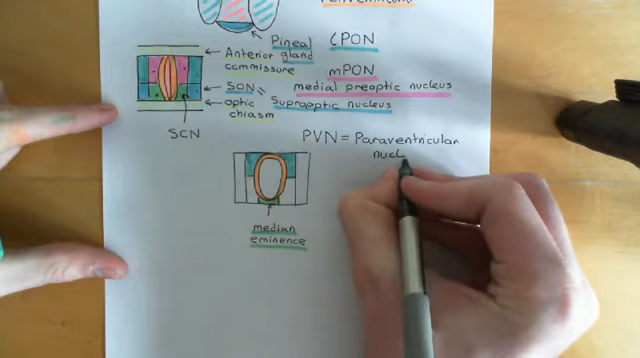 Pineal
gland
LPON
Anterior
commissure
mPON
medial preoptic nucleus
SON
Supraoptic nucleus
optic
chiasm
SCN
PVN = Paraventricular
nucl
median
eminence